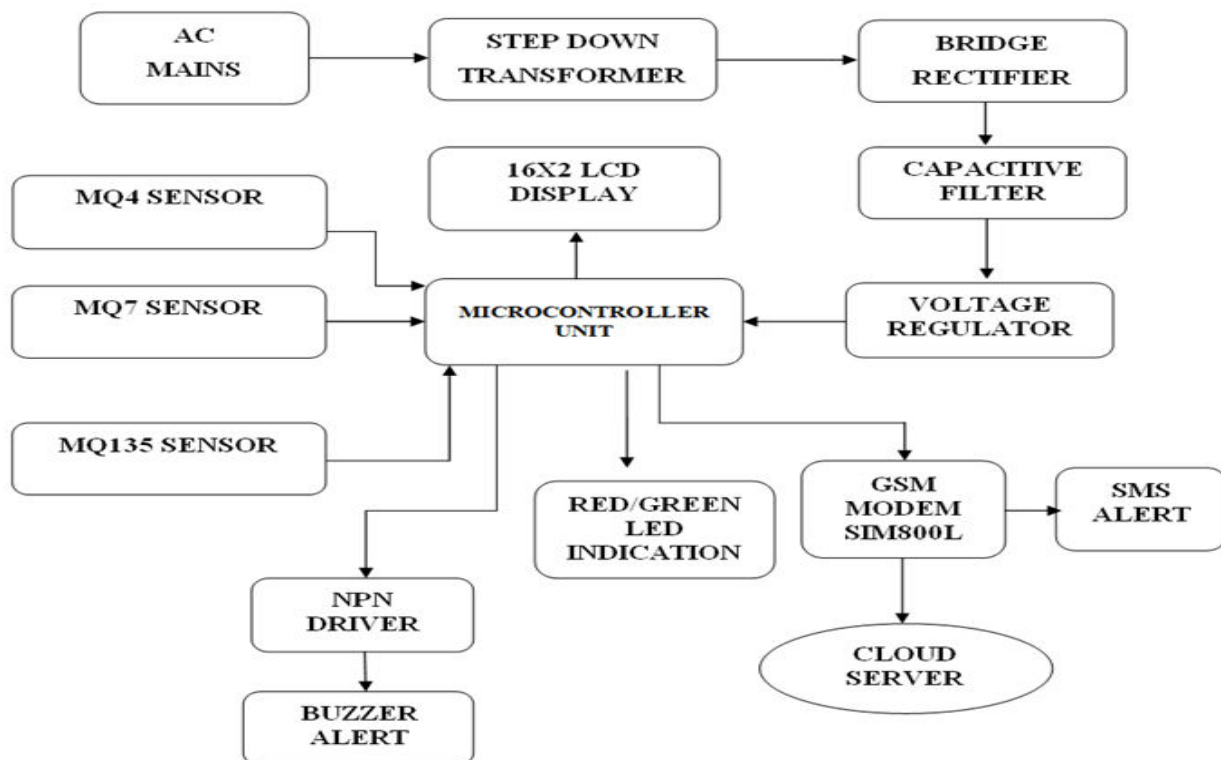 AC
MAINS
STEP DOWN
TRANSFORMER
BRIDGE
RECTIFIER
16X2 LCD
DISPLAY
CAPACITIVE
FILTER
MQ4 SENSOR
MQ7 SENSOR
MICROCONTROLLER
UNIT
VOLTAGE
REGULATOR
MQ135 SENSOR
RED/GREEN
LED
INDICATION
GSM
MODEM
SIM800L
SMS
ALERT
NPN
DRIVER
CLOUD
SERVER
BUZZER
ALERT